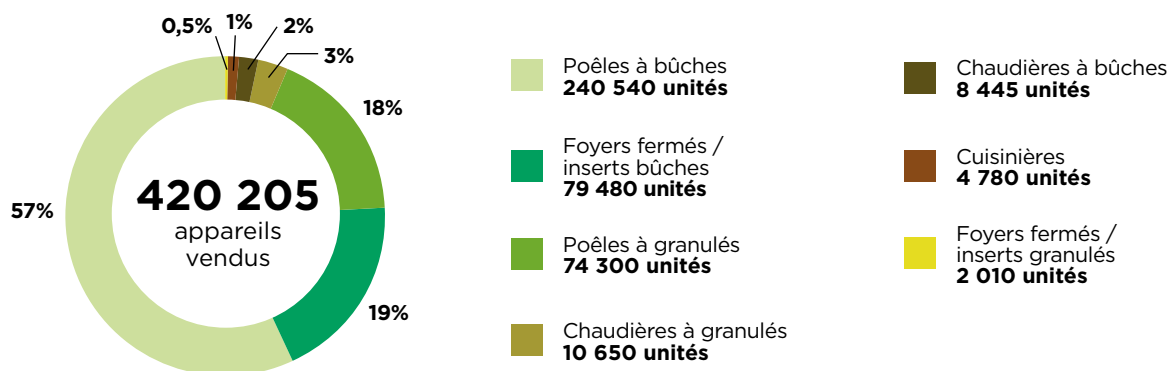 0,5%
1%
2%
3%
18%
57%
19%
420 205
appareils
vendus
Poêles à bûches
240 540 unités
Foyers fermés /
inserts bûches
79 480 unités
Poêles à granulés
74 300 unités
Chaudières à granulés
10 650 unités
Chaudières à bûches
8 445 unités
Cuisinières
4 780 unités
Foyers fermés /
inserts granulés
2 010 unités